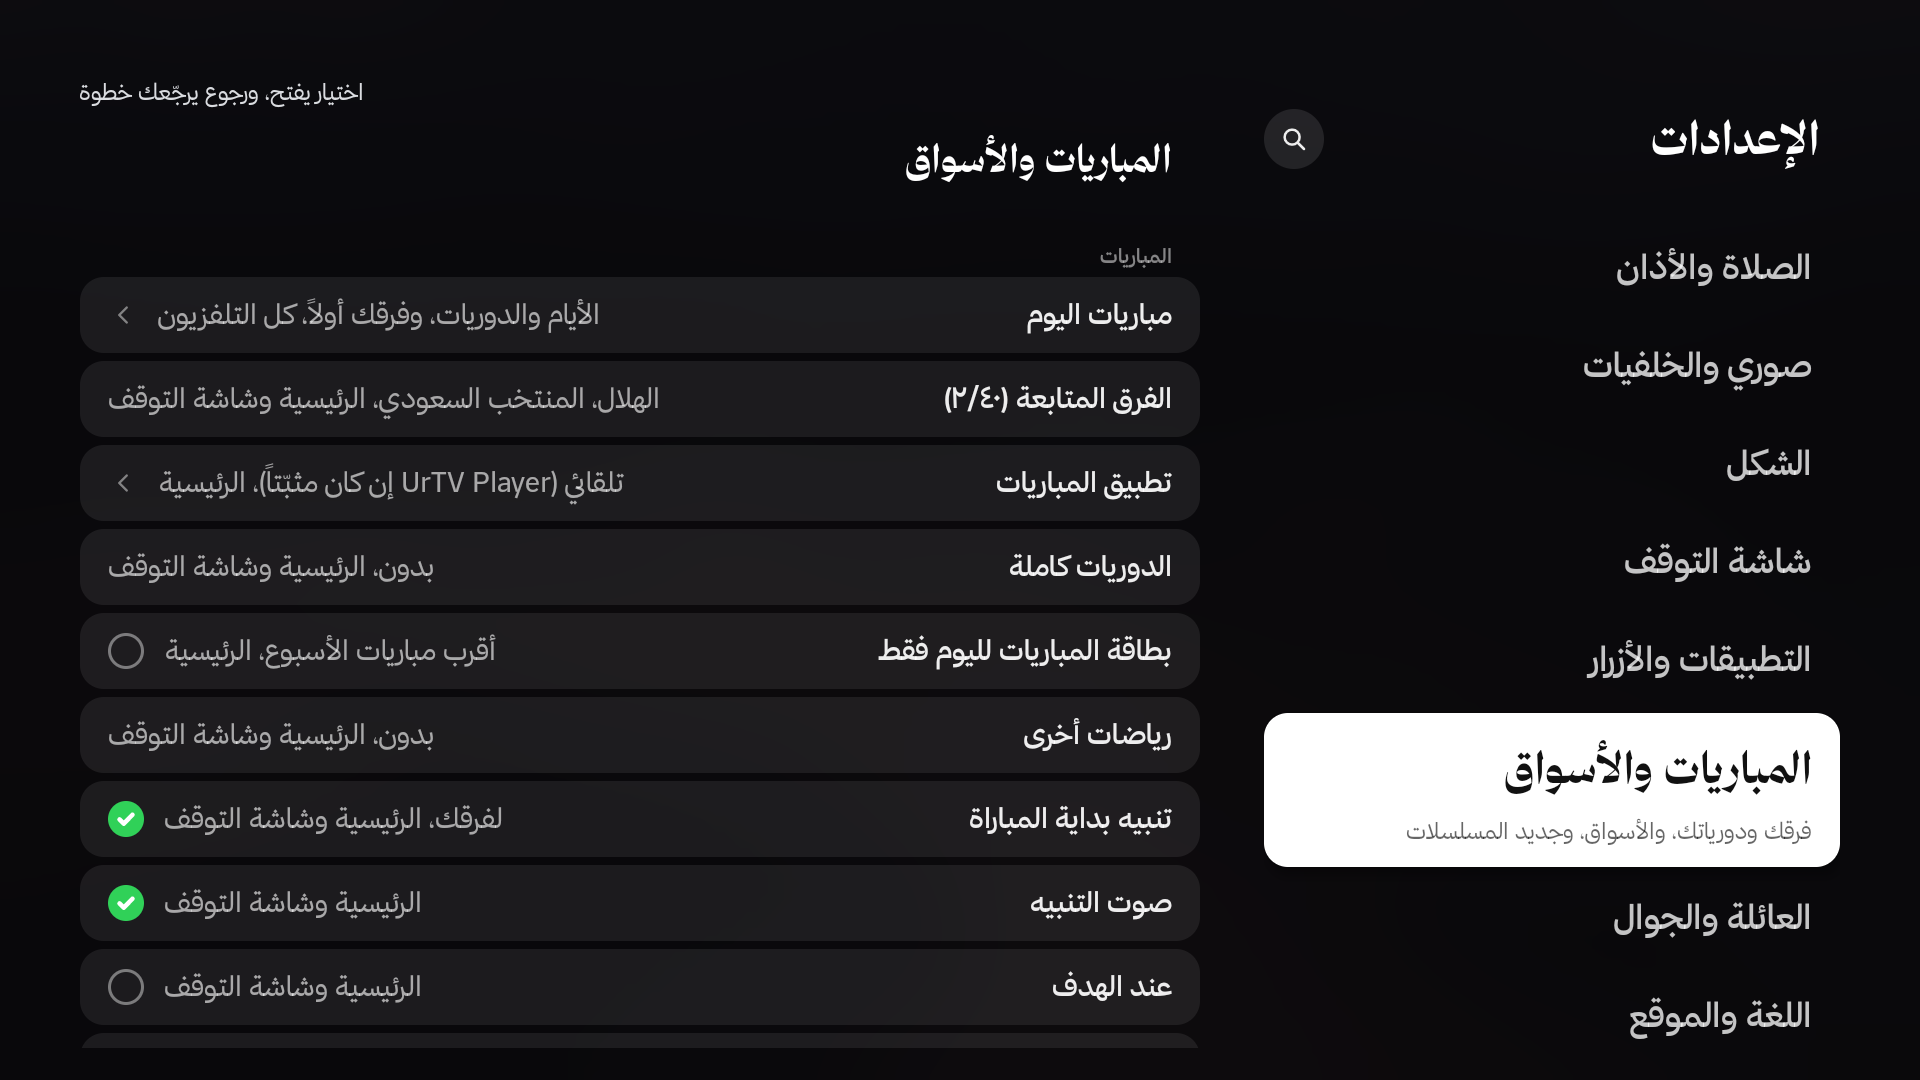 الإعدادات
الصلاة والأذان
صوري والخلفيات
الشكل
شاشة التوقف
التطبيقات والأزرار
المباريات والأسواق
فرقك ودورياتك، والأسواق، وجديد المسلسلات
العائلة والجوال
اللغة والموقع
اختيار يفتح، ورجوع يرجّعك خطوة
المباريات والأسواق
المباريات
مباريات اليوم الأيام والدوريات، وفرقك أولاً، كل التلفزيون
الفرق المتابعة (٢/٤٠) الهلال، المنتخب السعودي، الرئيسية وشاشة التوقف
تطبيق المباريات تلقائي (UrTV Player إن كان مثبّتاً)، الرئيسية
الدوريات كاملة بدون، الرئيسية وشاشة التوقف
بطاقة المباريات لليوم فقط أقرب مباريات الأسبوع، الرئيسية
رياضات أخرى بدون، الرئيسية وشاشة التوقف
تنبيه بداية المباراة لفرقك، الرئيسية وشاشة التوقف
صوت التنبيه الرئيسية وشاشة التوقف
عند الهدف الرئيسية وشاشة التوقف